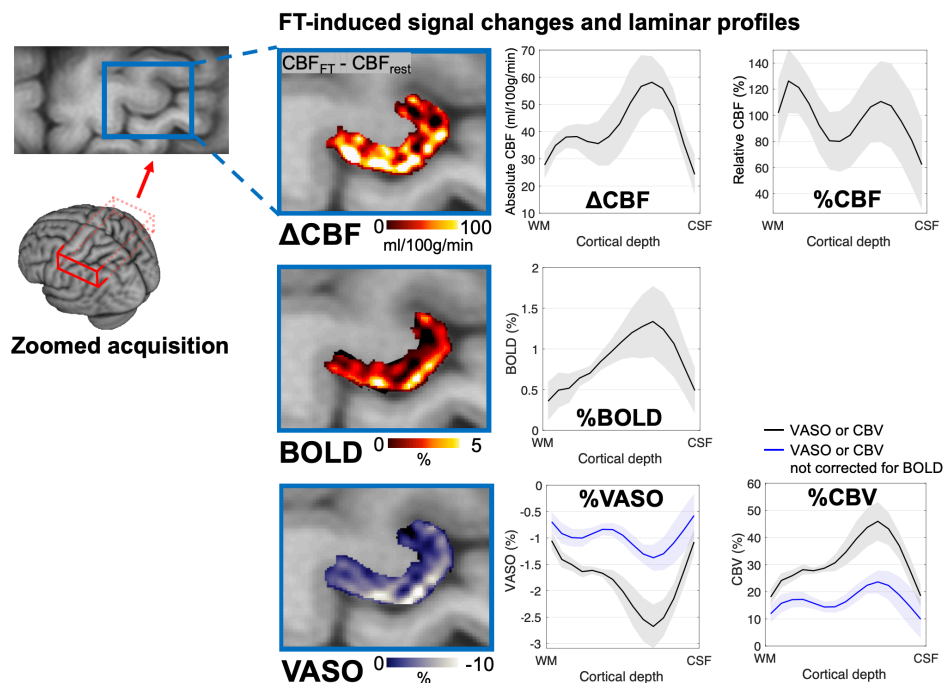 FT-induced signal changes and laminar profiles
CBF_FT - CBF_rest
ΔCBF
0 100
ml/100g/min
Absolute CBF (ml/100g/min)
70
60
50
40
30
20
10
ΔCBF
WM CSF
Cortical depth
Relative CBF (%)
140
120
100
80
60
40
%CBF
WM CSF
Cortical depth
Zoomed acquisition
BOLD
0 5
%
BOLD (%)
2
1.5
1
0.5
0
%BOLD
WM CSF
Cortical depth
VASO or CBV
VASO or CBV
not corrected for BOLD
VASO
0 -10
%
VASO (%)
0
-0.5
-1
-1.5
-2
-2.5
-3
%VASO
WM CSF
Cortical depth
CBV (%)
60
50
40
30
20
10
0
%CBV
WM CSF
Cortical depth